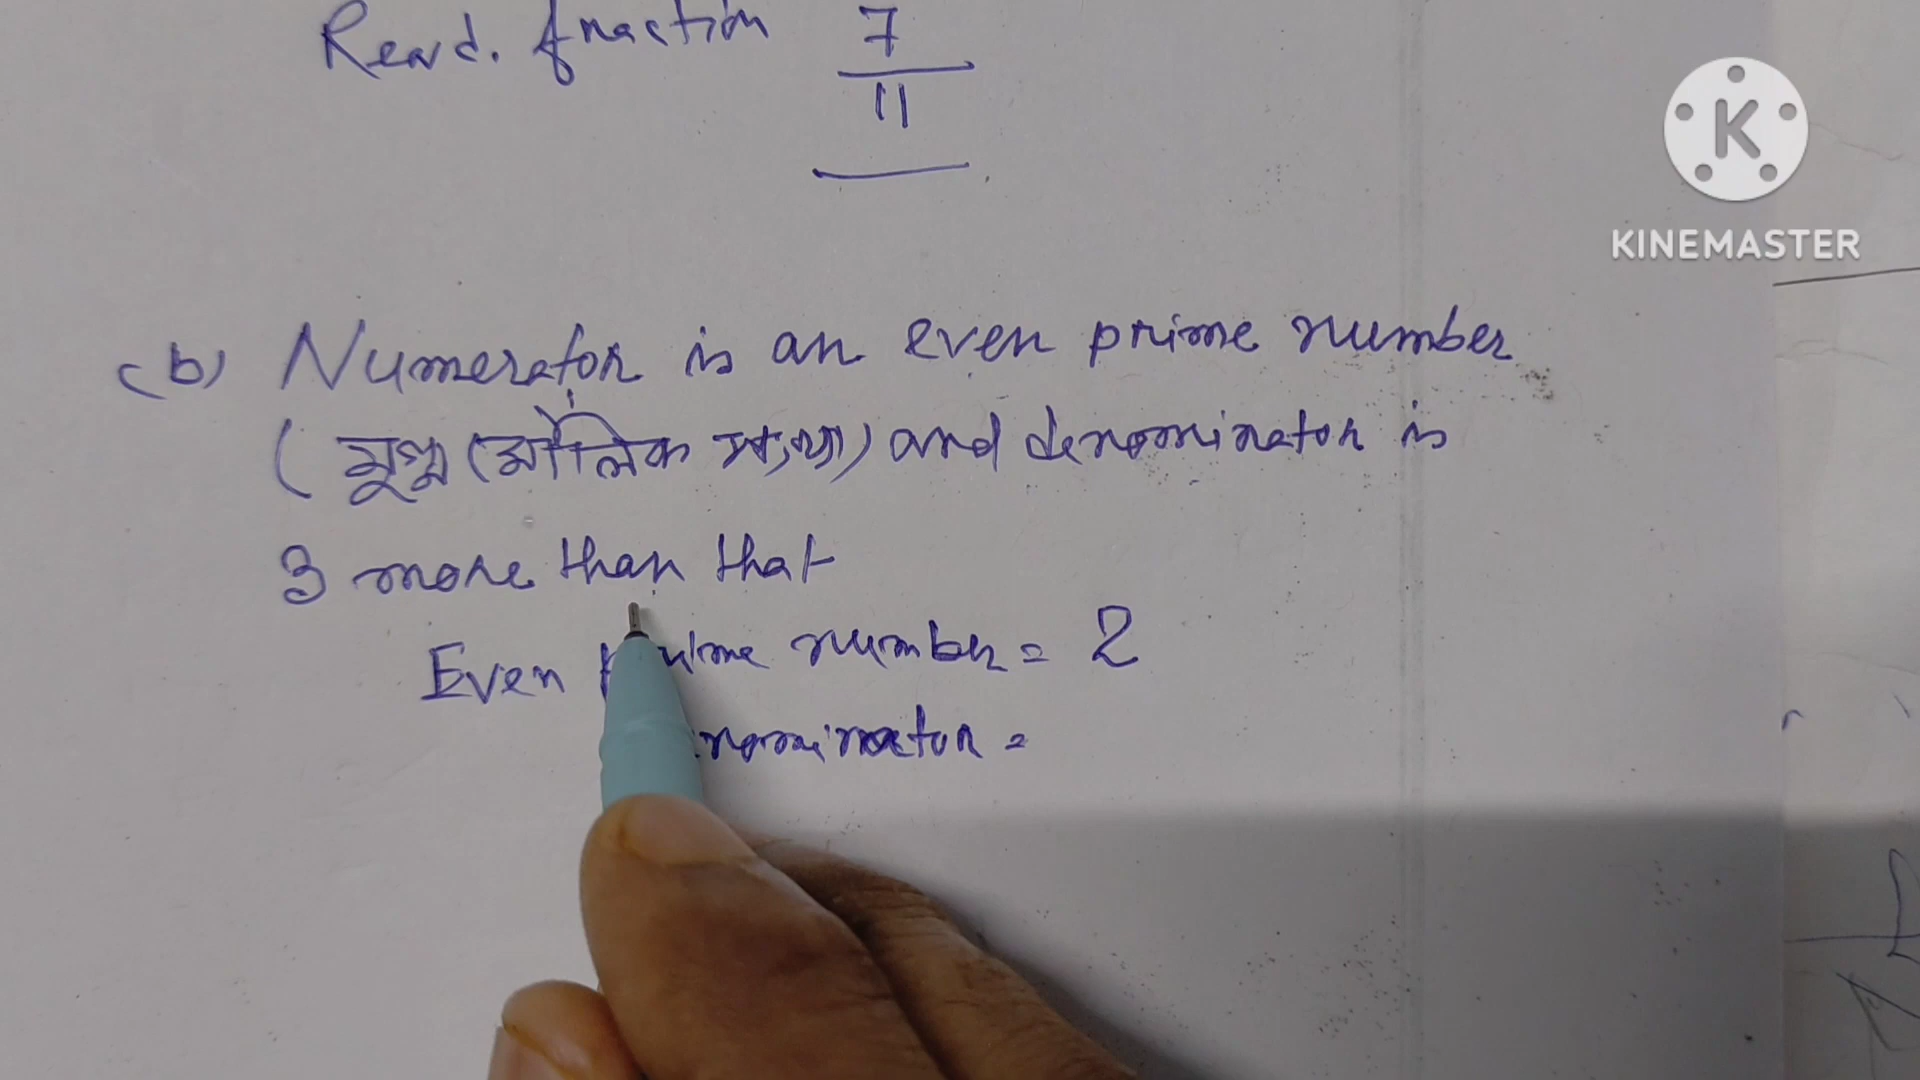 Reqd. fraction 7
11
K
KINEMASTER
(b) Numerator is an even prime number
(যুগ্ম মৌলিক সংখ্যা) and denominator is
3 more than that
Even prime number = 2
nominator =